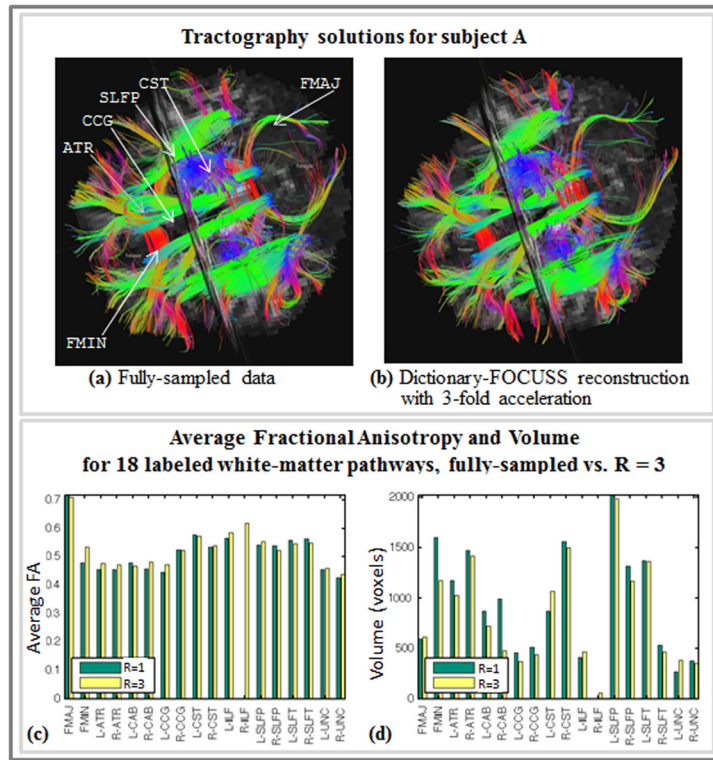 Tractography solutions for subject A
CST
SLFP
FMAJ
CCG
ATR
FMIN
(a) Fully-sampled data
(b) Dictionary-FOCUSS reconstruction
with 3-fold acceleration
Average Fractional Anisotropy and Volume
for 18 labeled white-matter pathways, fully-sampled vs. R = 3
0.7
0.6
0.5
0.4
0.3
0.2
0.1
0
Average FA
R=1
R=3
FMAJ
FMIN
L-ATR
R-ATR
L-CAB
R-CAB
L-CCG
R-CCG
L-CST
R-CST
L-ILF
R-ILF
L-SLFP
R-SLFP
L-SLFT
R-SLFT
L-UNC
R-UNC
(c)
2000
1500
1000
500
0
Volume (voxels)
R=1
R=3
FMAJ
FMIN
L-ATR
R-ATR
L-CAB
R-CAB
L-CCG
R-CCG
L-CST
R-CST
L-ILF
R-ILF
L-SLFP
R-SLFP
L-SLFT
R-SLFT
L-UNC
R-UNC
(d)